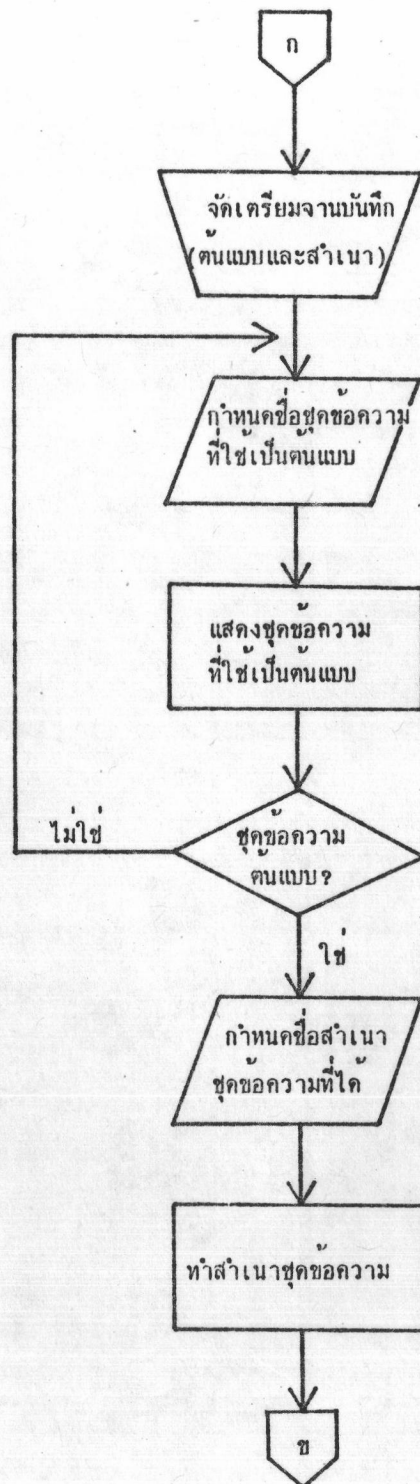 ก
จัดเตรียมจานบันทึก
(ต้นแบบและสำเนา)
กำหนดชื่อชุดข้อความ
ที่ใช้เป็นต้นแบบ
แสดงชุดข้อความ
ที่ใช้เป็นต้นแบบ
ไม่ใช่
ชุดข้อความ
ต้นแบบ?
ใช่
กำหนดชื่อสำเนา
ชุดข้อความที่ได้
ทำสำเนาชุดข้อความ
ข